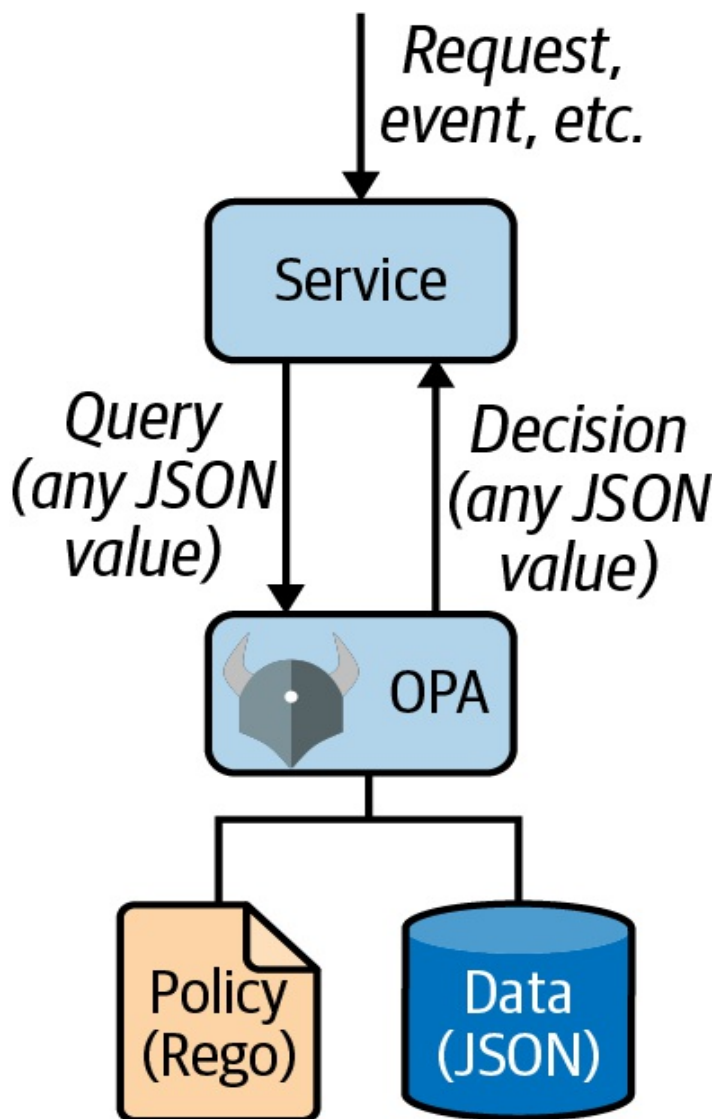 Request,
event, etc.
Service
Query
(any JSON
value)
Decision
(any JSON
value)
OPA
Policy
(Rego)
Data
(JSON)